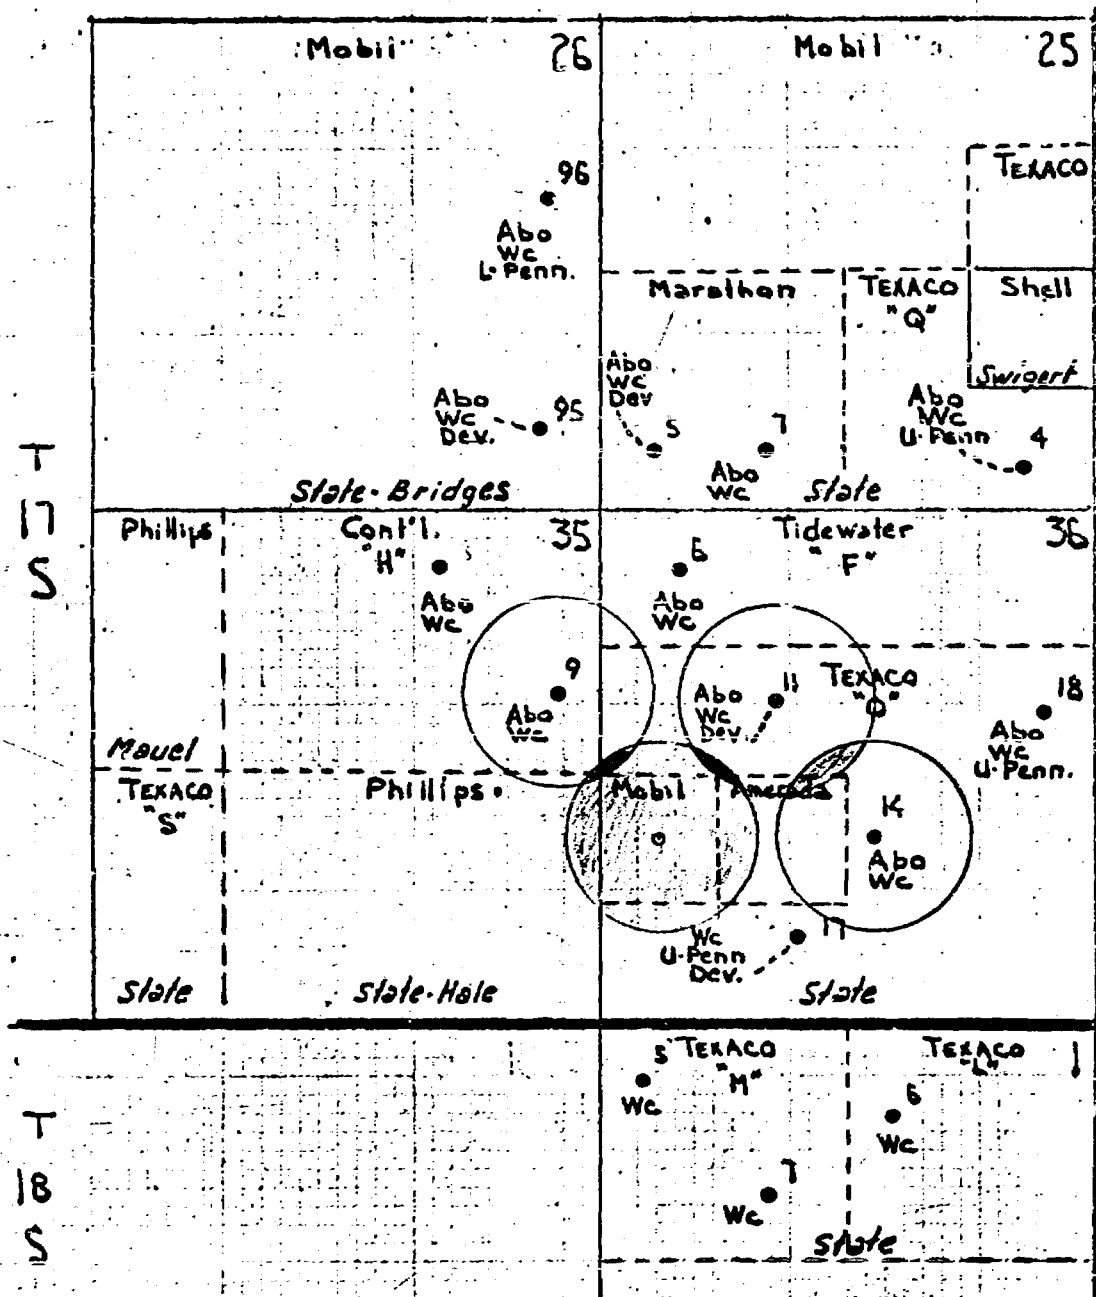 Mobil 26
96
Abo
Wc
L-Penn.
Abo
Wc
Dev.
95
State-Bridges
Mobil 25
TEXACO
Marathon
TEXACO
"Q"
Shell
Swigert
Abo
Wc
Dev
5
7
Abo
Wc
Abo
Wc
U-Penn
4
State
T
17
S
Phillips
Cont'l.
"H"
35
Abo
Wc
9
Abo
Wc
Mauel
TEXACO
"S"
Phillips
State
State-Hale
Tidewater
"F"
36
6
Abo
Wc
11
Abo
Wc
Dev.
TEXACO
18
Abo
Wc
U-Penn.
Mobil
Amerada
14
Abo
Wc
17
Wc
U-Penn
Dev.
State
T
18
S
5
TEXACO
"M"
Wc
7
Wc
TEXACO
"L"
1
6
Wc
State